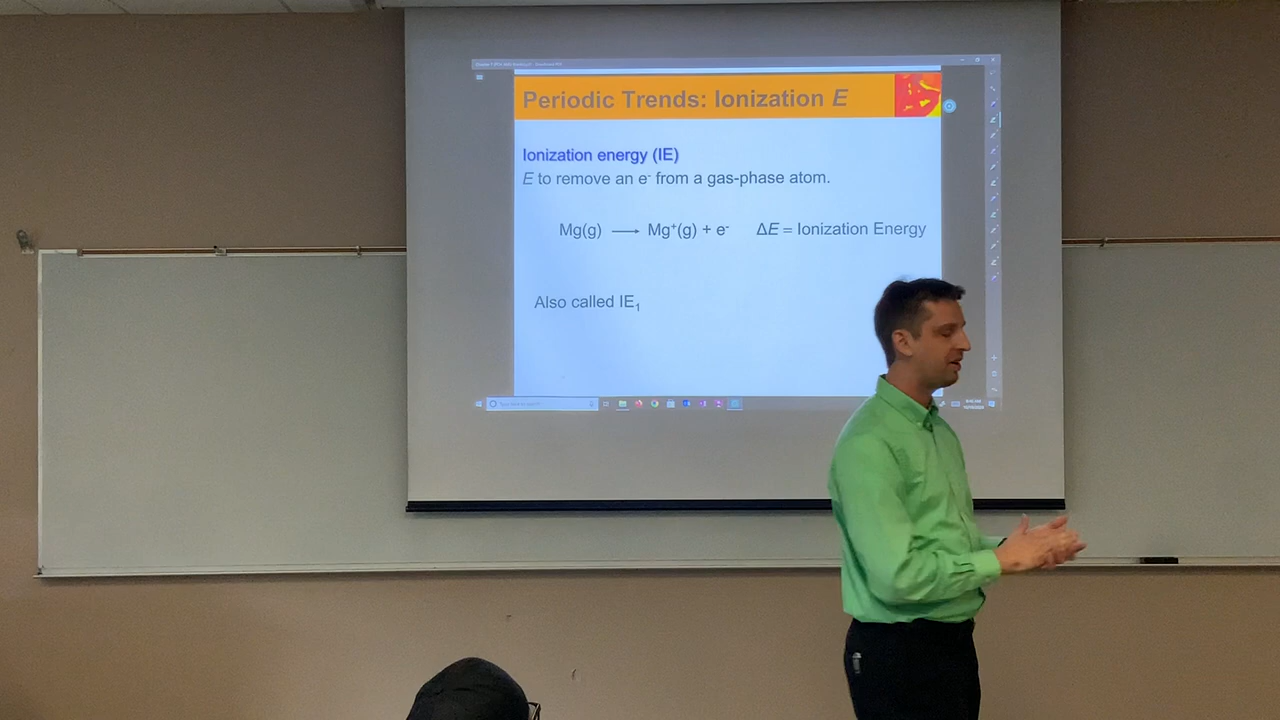 Periodic Trends: Ionization E
Ionization energy (IE)
E to remove an e⁻ from a gas-phase atom.
Mg(g) ⟶ Mg⁺(g) + e⁻ ΔE = Ionization Energy
Also called IE₁